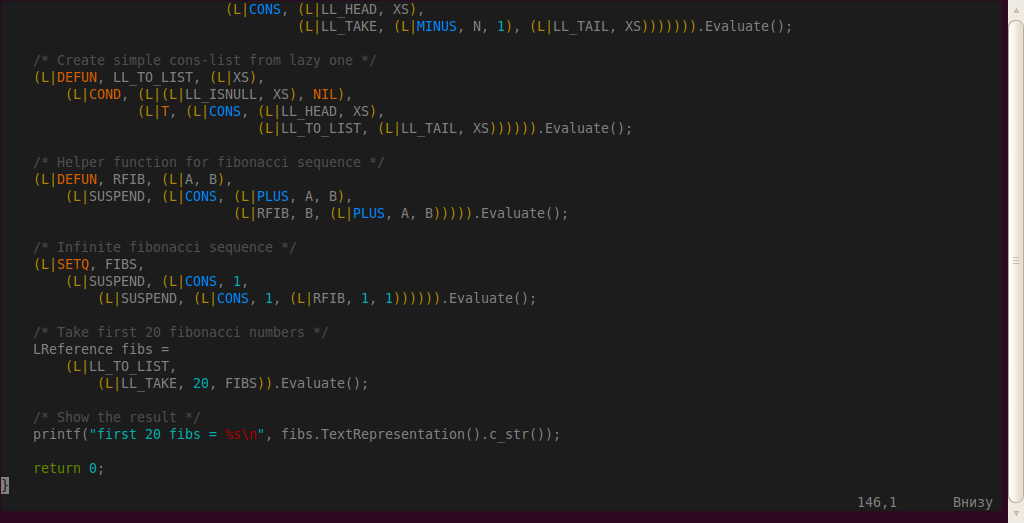 (L|CONS, (L|LL_HEAD, XS),
(L|LL_TAKE, (L|MINUS, N, 1), (L|LL_TAIL, XS))))))).Evaluate();
/* Create simple cons-list from lazy one */
(L|DEFUN, LL_TO_LIST, (L|XS),
(L|COND, (L|(L|LL_ISNULL, XS), NIL),
(L|T, (L|CONS, (L|LL_HEAD, XS),
(L|LL_TO_LIST, (L|LL_TAIL, XS)))))).Evaluate();
/* Helper function for fibonacci sequence */
(L|DEFUN, RFIB, (L|A, B),
(L|SUSPEND, (L|CONS, (L|PLUS, A, B),
(L|RFIB, B, (L|PLUS, A, B))))).Evaluate();
/* Infinite fibonacci sequence */
(L|SETQ, FIBS,
(L|SUSPEND, (L|CONS, 1,
(L|SUSPEND, (L|CONS, 1, (L|RFIB, 1, 1)))))).Evaluate();
/* Take first 20 fibonacci numbers */
LReference fibs =
(L|LL_TO_LIST,
(L|LL_TAKE, 20, FIBS)).Evaluate();
/* Show the result */
printf("first 20 fibs = %s\n", fibs.TextRepresentation().c_str());
return 0;
}
146,1 Внизу